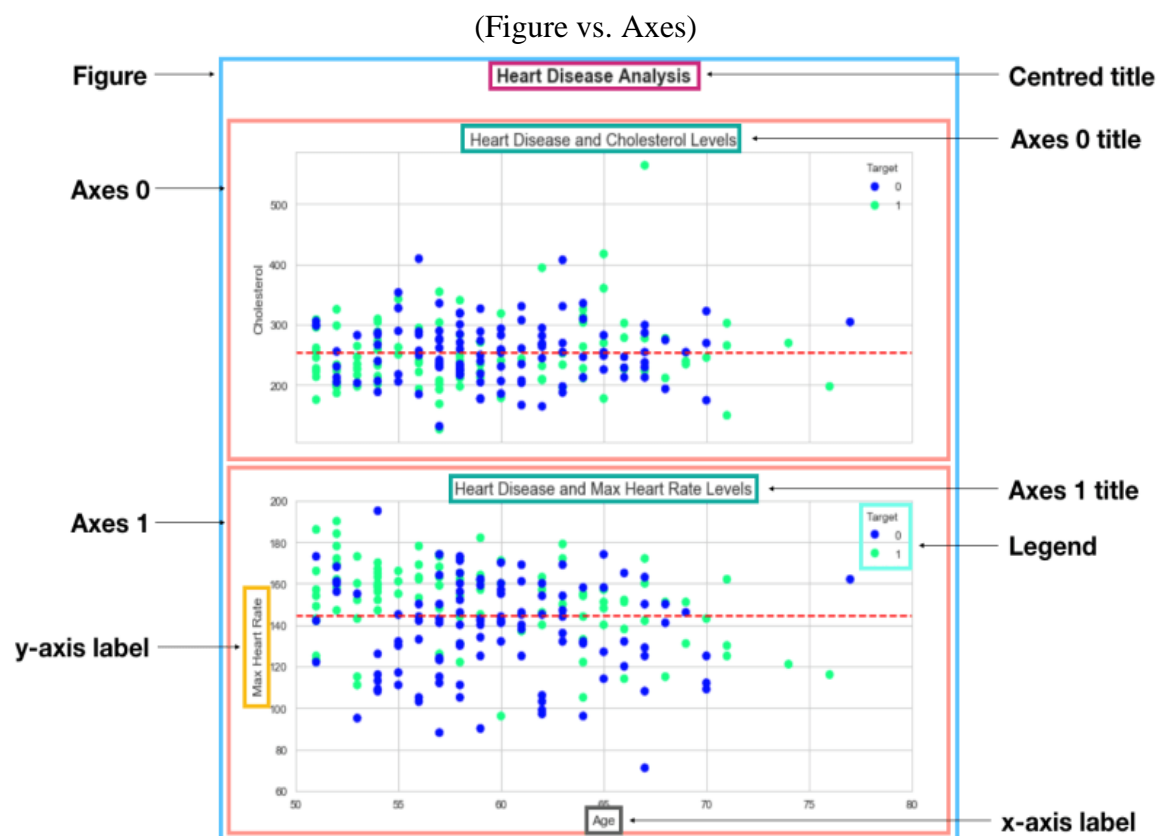 (Figure vs. Axes)
Figure
Heart Disease Analysis
Centred title
Heart Disease and Cholesterol Levels
Axes 0 title
Axes 0
Target
0
1
500
400
300
200
Cholesterol
Heart Disease and Max Heart Rate Levels
Axes 1 title
Axes 1
Target
0
1
Legend
200
180
160
140
120
100
80
60
Max Heart Rate
y-axis label
50 55 60 65 70 75 80
Age
x-axis label